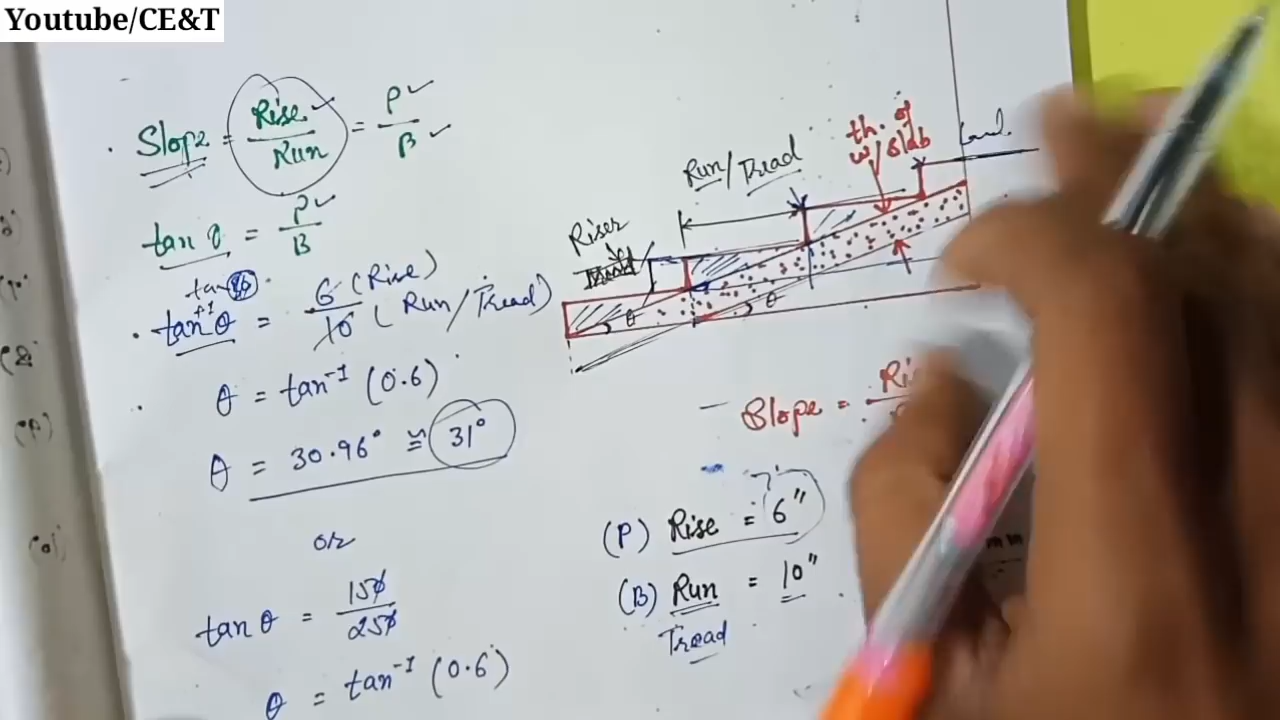 Youtube/CE&T
Slope = Rise / Run = P / B
tan θ = P / B
tan θ = 6 (Rise) / 10 (Run/Tread)
θ = tan⁻¹ (0.6)
θ = 30.96° ≅ 31°
or
tan θ = 150 / 250
θ = tan⁻¹ (0.6)
Riser
Run/Tread
th. of
w/slab
θ
θ
Slope =
(P) Rise = 6"
(B) Run = 10"
Tread